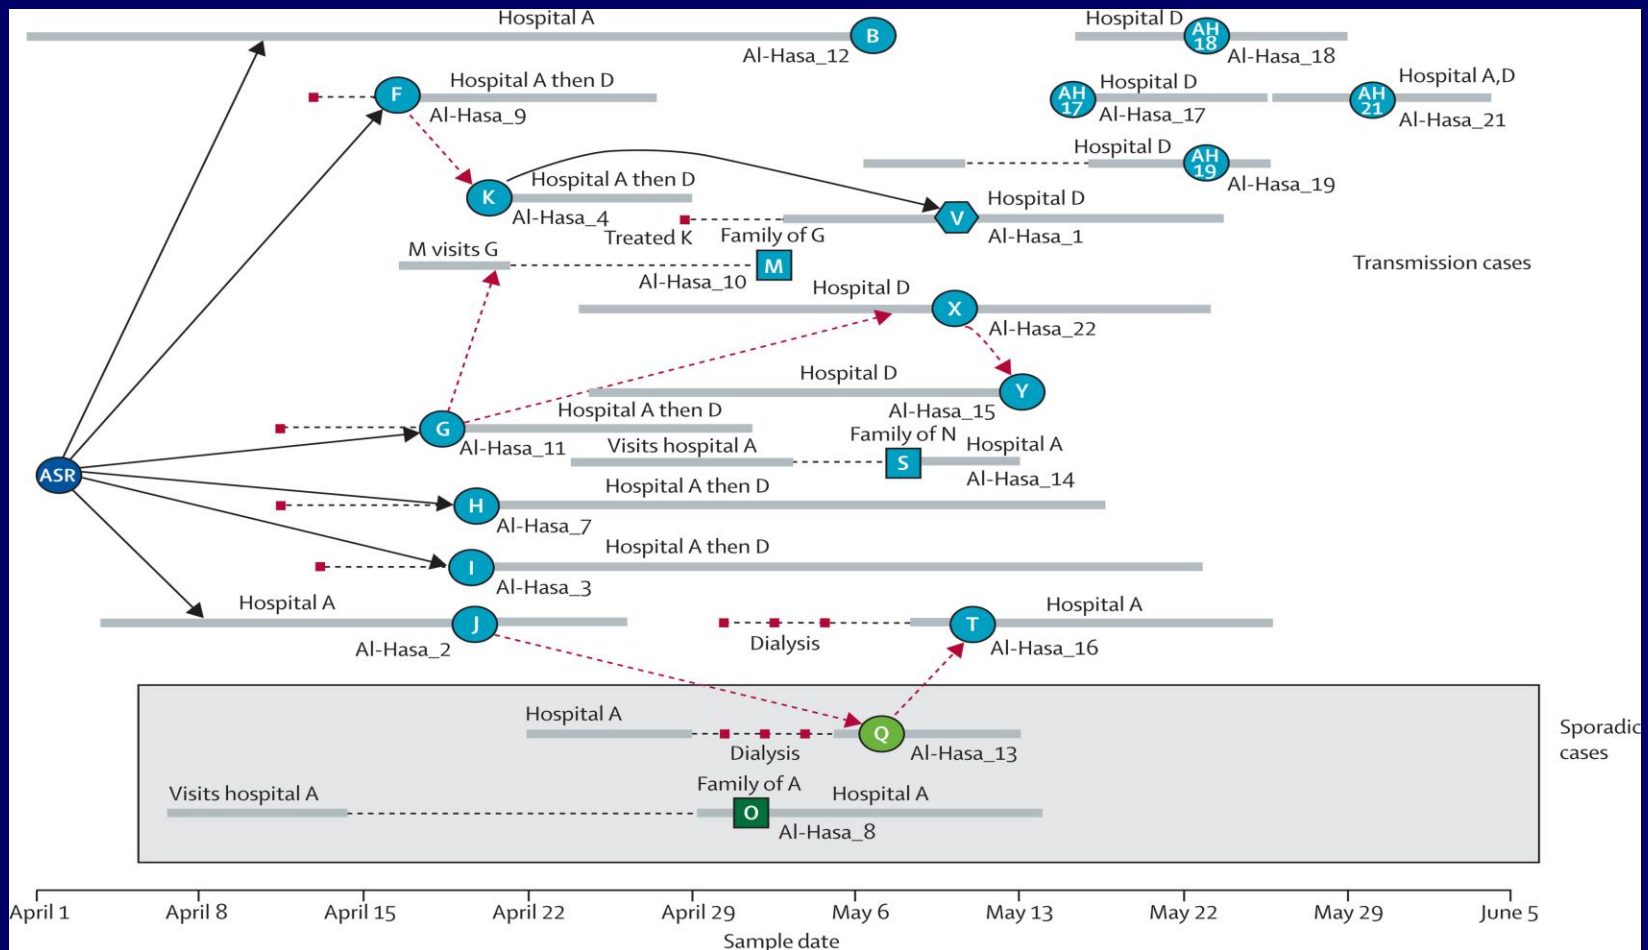 Hospital A
B
Al-Hasa_12
Hospital D
AH
18
Al-Hasa_18
F
Hospital A then D
Al-Hasa_9
AH
17
Hospital D
Al-Hasa_17
AH
21
Hospital A,D
Al-Hasa_21
Hospital D
AH
19
Al-Hasa_19
K
Hospital A then D
Al-Hasa_4
Treated K
V
Hospital D
Al-Hasa_1
M visits G
Family of G
M
Al-Hasa_10
Transmission cases
Hospital D
X
Al-Hasa_22
Hospital D
Y
Al-Hasa_15
G
Hospital A then D
Al-Hasa_11
Visits hospital A
Family of N
S
Hospital A
Al-Hasa_14
ASR
H
Hospital A then D
Al-Hasa_7
I
Hospital A then D
Al-Hasa_3
Hospital A
J
Al-Hasa_2
Dialysis
T
Hospital A
Al-Hasa_16
Hospital A
Dialysis
Q
Al-Hasa_13
Sporadic
cases
Visits hospital A
Family of A
O
Hospital A
Al-Hasa_8
April 1
April 8
April 15
April 22
April 29
May 6
May 13
May 22
May 29
June 5
Sample date